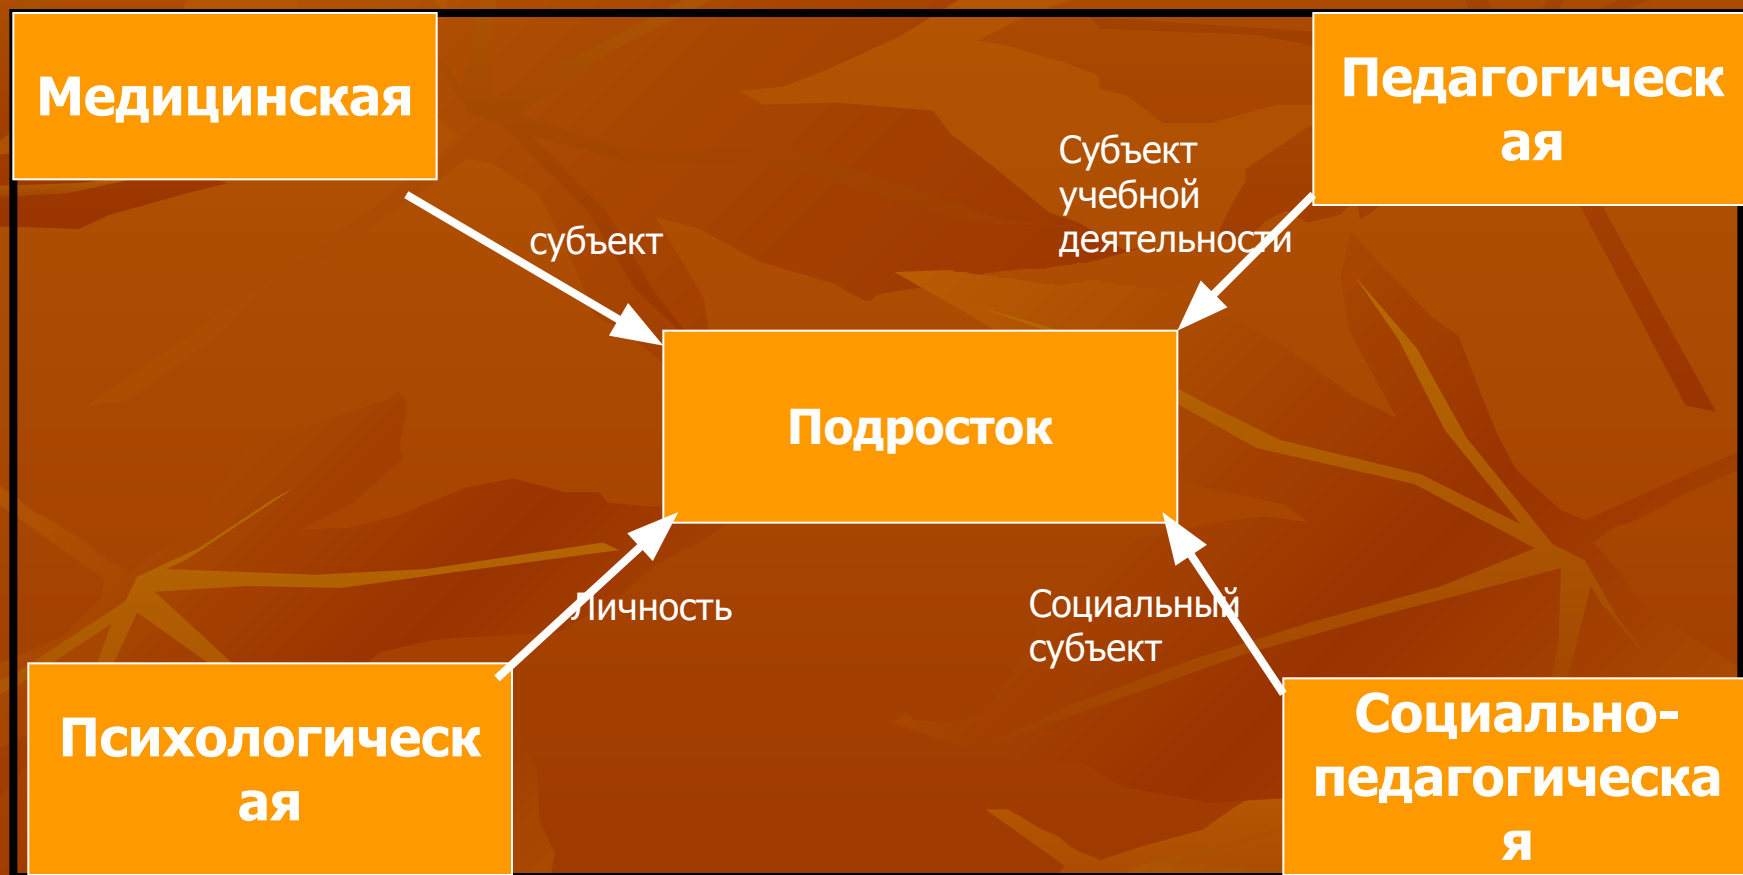 Медицинская
Педагогическ
ая
Субъект
учебной
деятельности
субъект
Подросток
Личность
Социальный
субъект
Психологическ
ая
Социально-
педагогическа
я